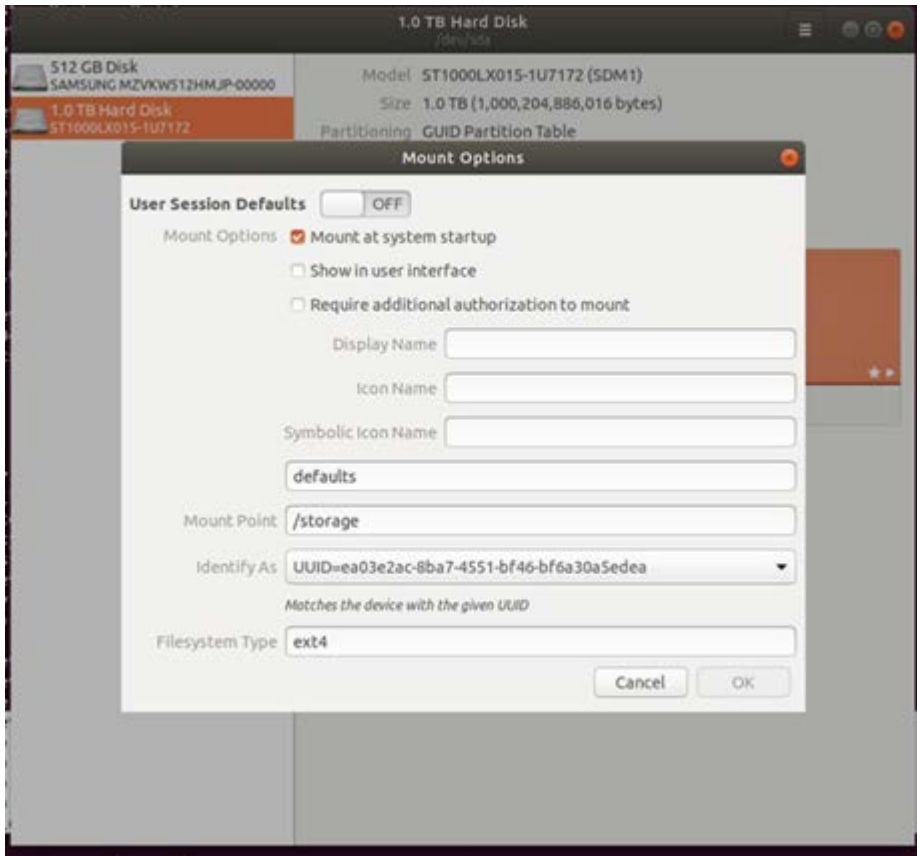 1.0 TB Hard Disk
/dev/sda
512 GB Disk
SAMSUNG MZVKW512HMJP-00000
1.0 TB Hard Disk
ST1000LX015-1U7172
Model ST1000LX015-1U7172 (SDM1)
Size 1.0 TB (1,000,204,886,016 bytes)
Partitioning GUID Partition Table
Mount Options
User Session Defaults OFF
Mount Options Mount at system startup
Show in user interface
Require additional authorization to mount
Display Name
Icon Name
Symbolic Icon Name
defaults
Mount Point /storage
Identify As UUID=ea03e2ac-8ba7-4551-bf46-bf6a30a5edea
Matches the device with the given UUID
Filesystem Type ext4
Cancel OK